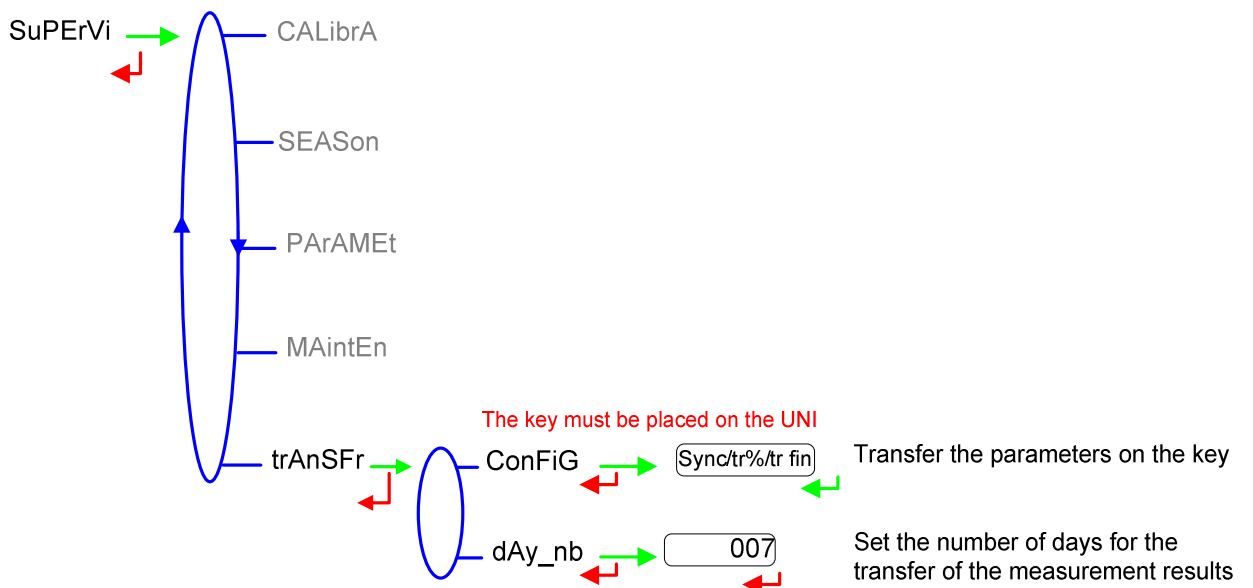 SuPErVi
CALibrA
SEASon
PArAMEt
MAintEn
The key must be placed on the UNI
trAnSFr
ConFiG
Sync/tr%/tr fin
Transfer the parameters on the key
dAy_nb
007
Set the number of days for the
transfer of the measurement results